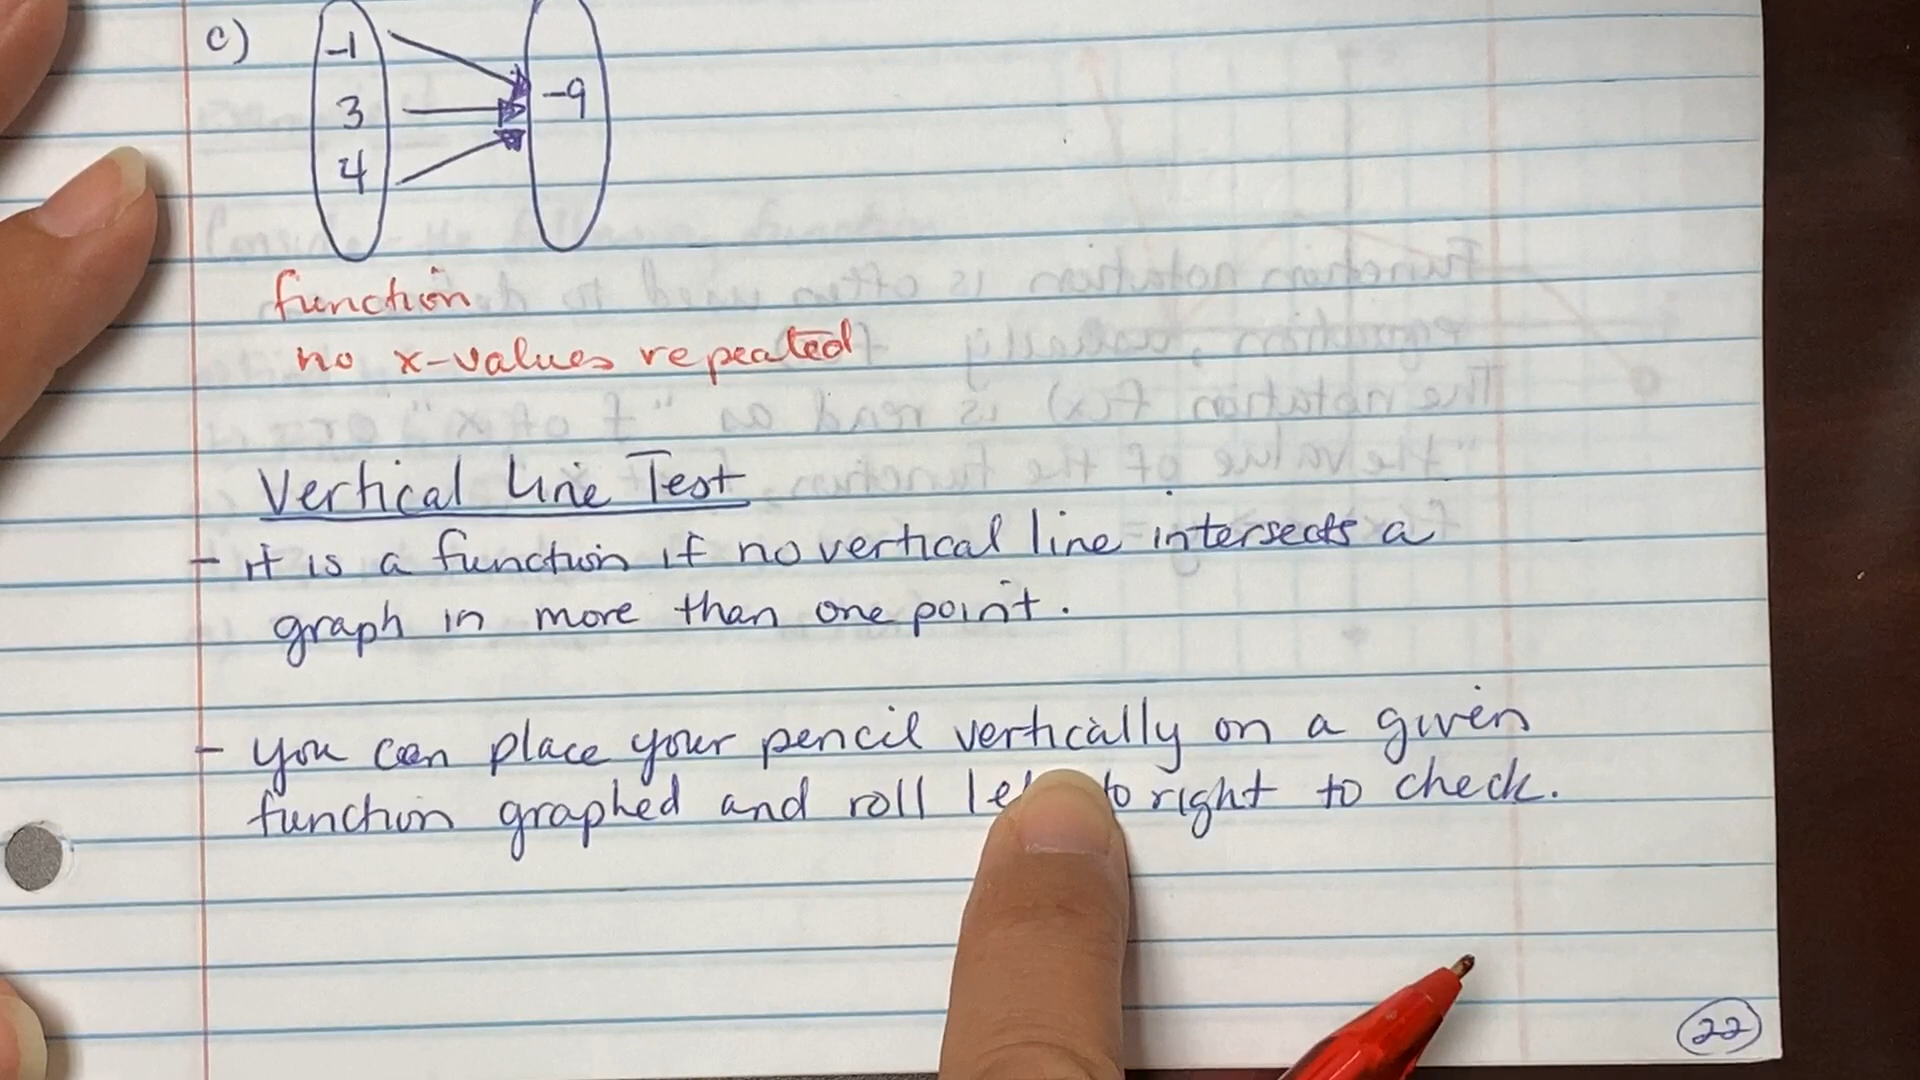 c)
-1
3
4
-9
function
no x-values repeated
Vertical Line Test
- it is a function if no vertical line intersects a
graph in more than one point.
- you can place your pencil vertically on a given
function graphed and roll to right to check.
22